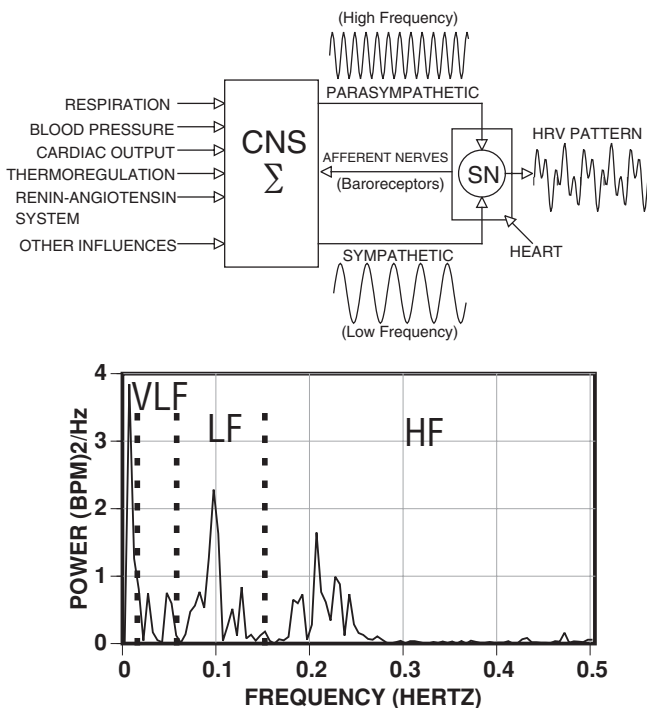 (High Frequency)
PARASYMPATHETIC
RESPIRATION
BLOOD PRESSURE
CARDIAC OUTPUT
THERMOREGULATION
RENIN-ANGIOTENSIN
SYSTEM
OTHER INFLUENCES
CNS
Σ
AFFERENT NERVES
(Baroreceptors)
SN
HRV PATTERN
HEART
SYMPATHETIC
(Low Frequency)
POWER (BPM)2/Hz
4
3
2
1
0
VLF
LF
HF
0
0.1
0.2
0.3
0.4
0.5
FREQUENCY (HERTZ)